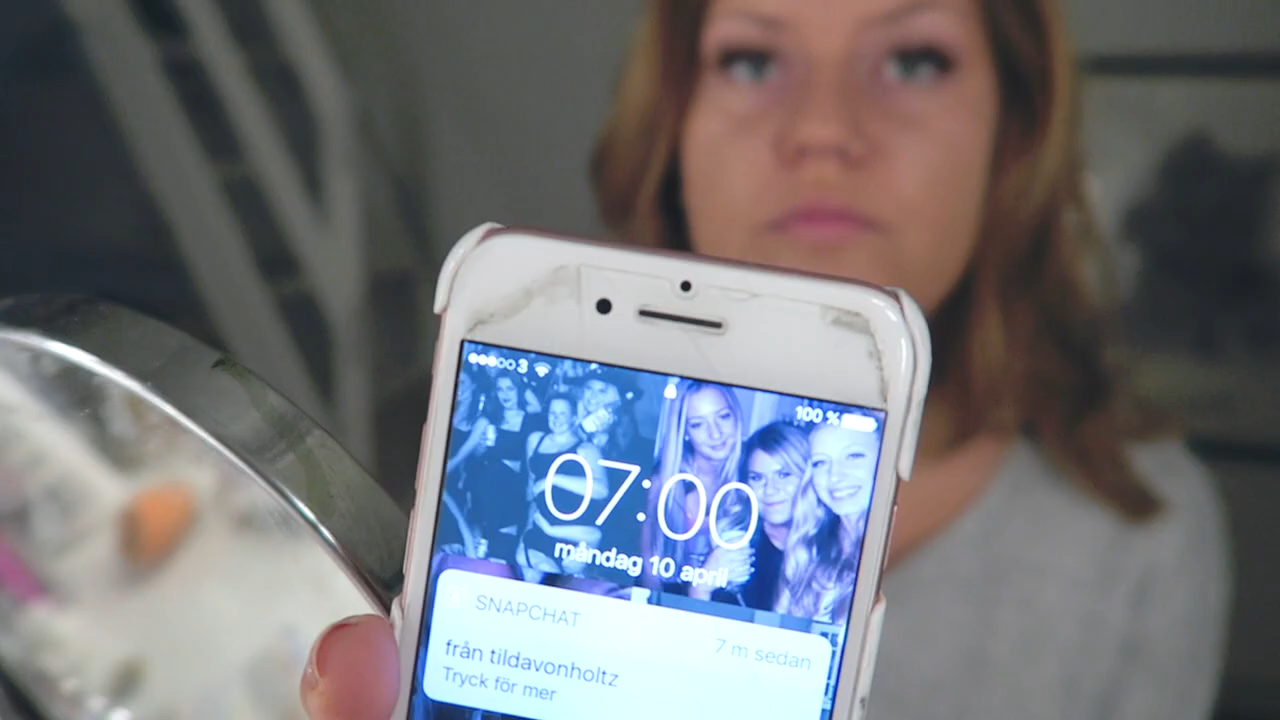 3 100 %
07:00
måndag 10 april
SNAPCHAT 7 m sedan
från tildavonholtz
Tryck för mer